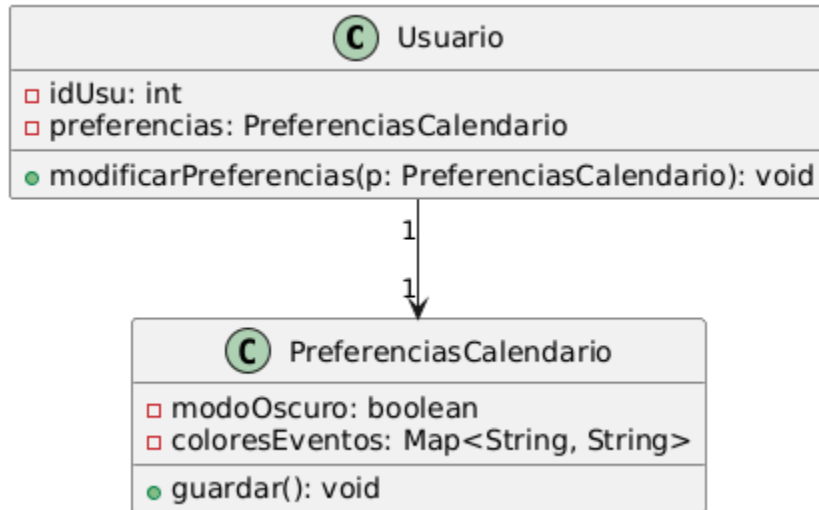 C Usuario
idUsu: int
preferencias: PreferenciasCalendario
modificarPreferencias(p: PreferenciasCalendario): void
1
1
C PreferenciasCalendario
modoOscuro: boolean
coloresEventos: Map<String, String>
guardar(): void